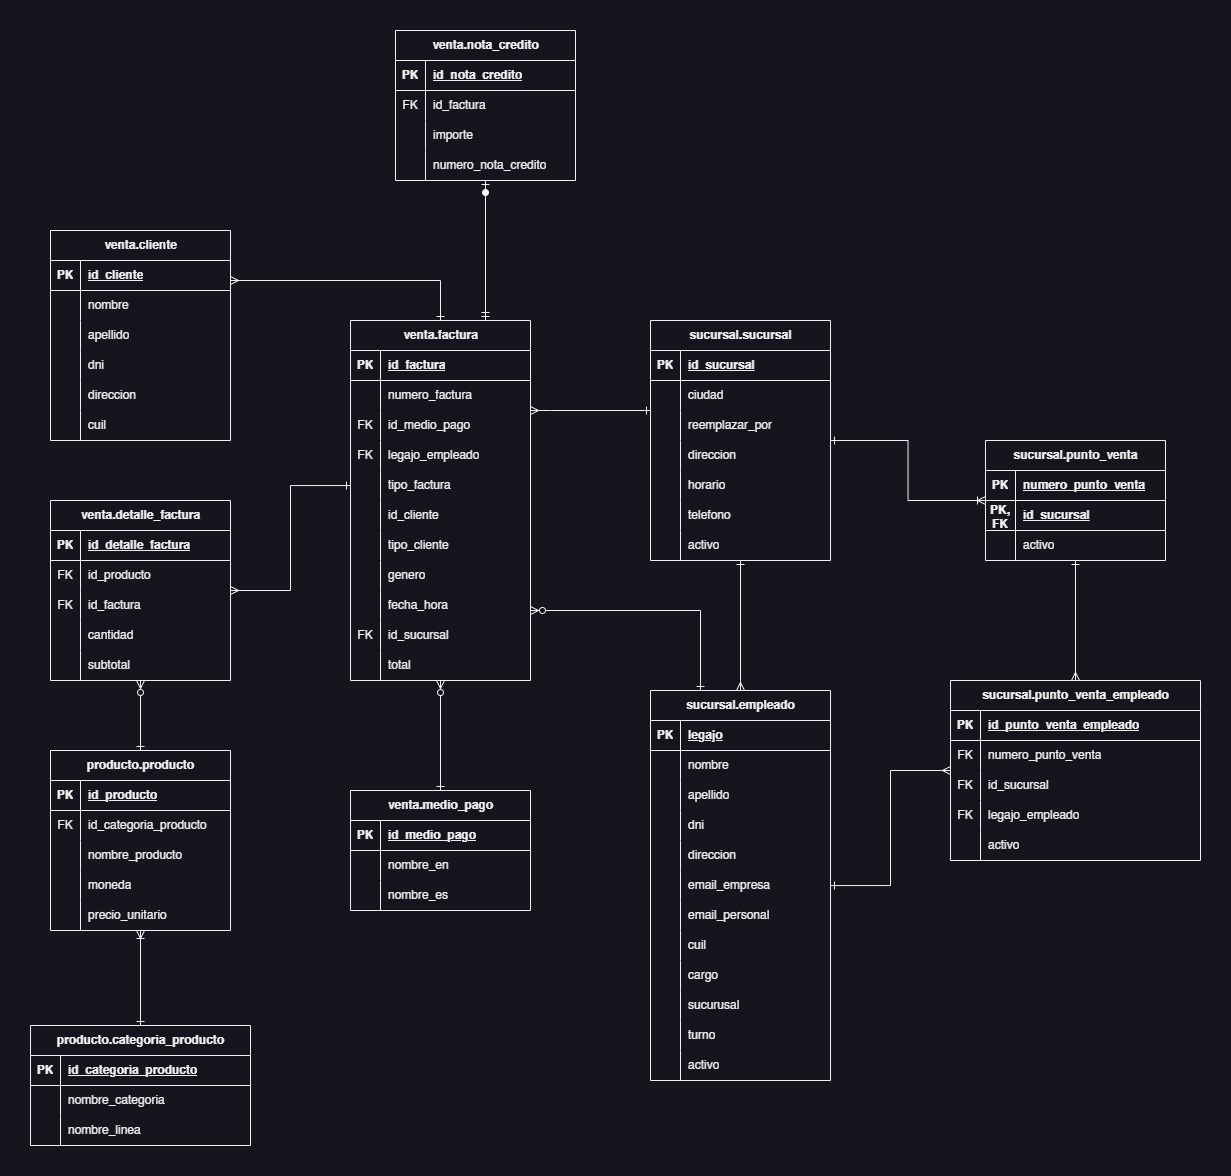 venta.nota_credito
PK id_nota_credito
FK id_factura
importe
numero_nota_credito
venta.cliente
PK id_cliente
nombre
apellido
dni
direccion
cuil
venta.factura
PK id_factura
numero_factura
FK id_medio_pago
FK legajo_empleado
tipo_factura
id_cliente
tipo_cliente
genero
fecha_hora
FK id_sucursal
total
sucursal.sucursal
PK id_sucursal
ciudad
reemplazar_por
direccion
horario
telefono
activo
sucursal.punto_venta
PK numero_punto_venta
PK, FK id_sucursal
activo
venta.detalle_factura
PK id_detalle_factura
FK id_producto
FK id_factura
cantidad
subtotal
sucursal.empleado
PK legajo
nombre
apellido
dni
direccion
email_empresa
email_personal
cuil
cargo
sucurusal
turno
activo
sucursal.punto_venta_empleado
PK id_punto_venta_empleado
FK numero_punto_venta
FK id_sucursal
FK legajo_empleado
activo
producto.producto
PK id_producto
FK id_categoria_producto
nombre_producto
moneda
precio_unitario
venta.medio_pago
PK id_medio_pago
nombre_en
nombre_es
producto.categoria_producto
PK id_categoria_producto
nombre_categoria
nombre_linea